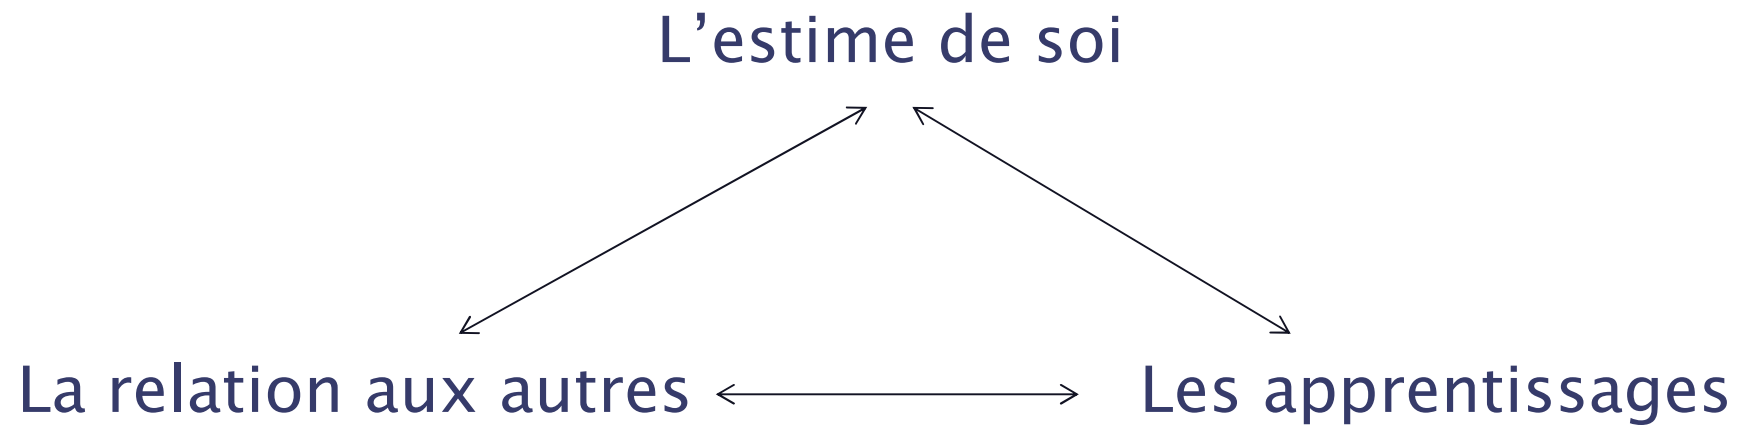 L’estime de soi
La relation aux autres
Les apprentissages